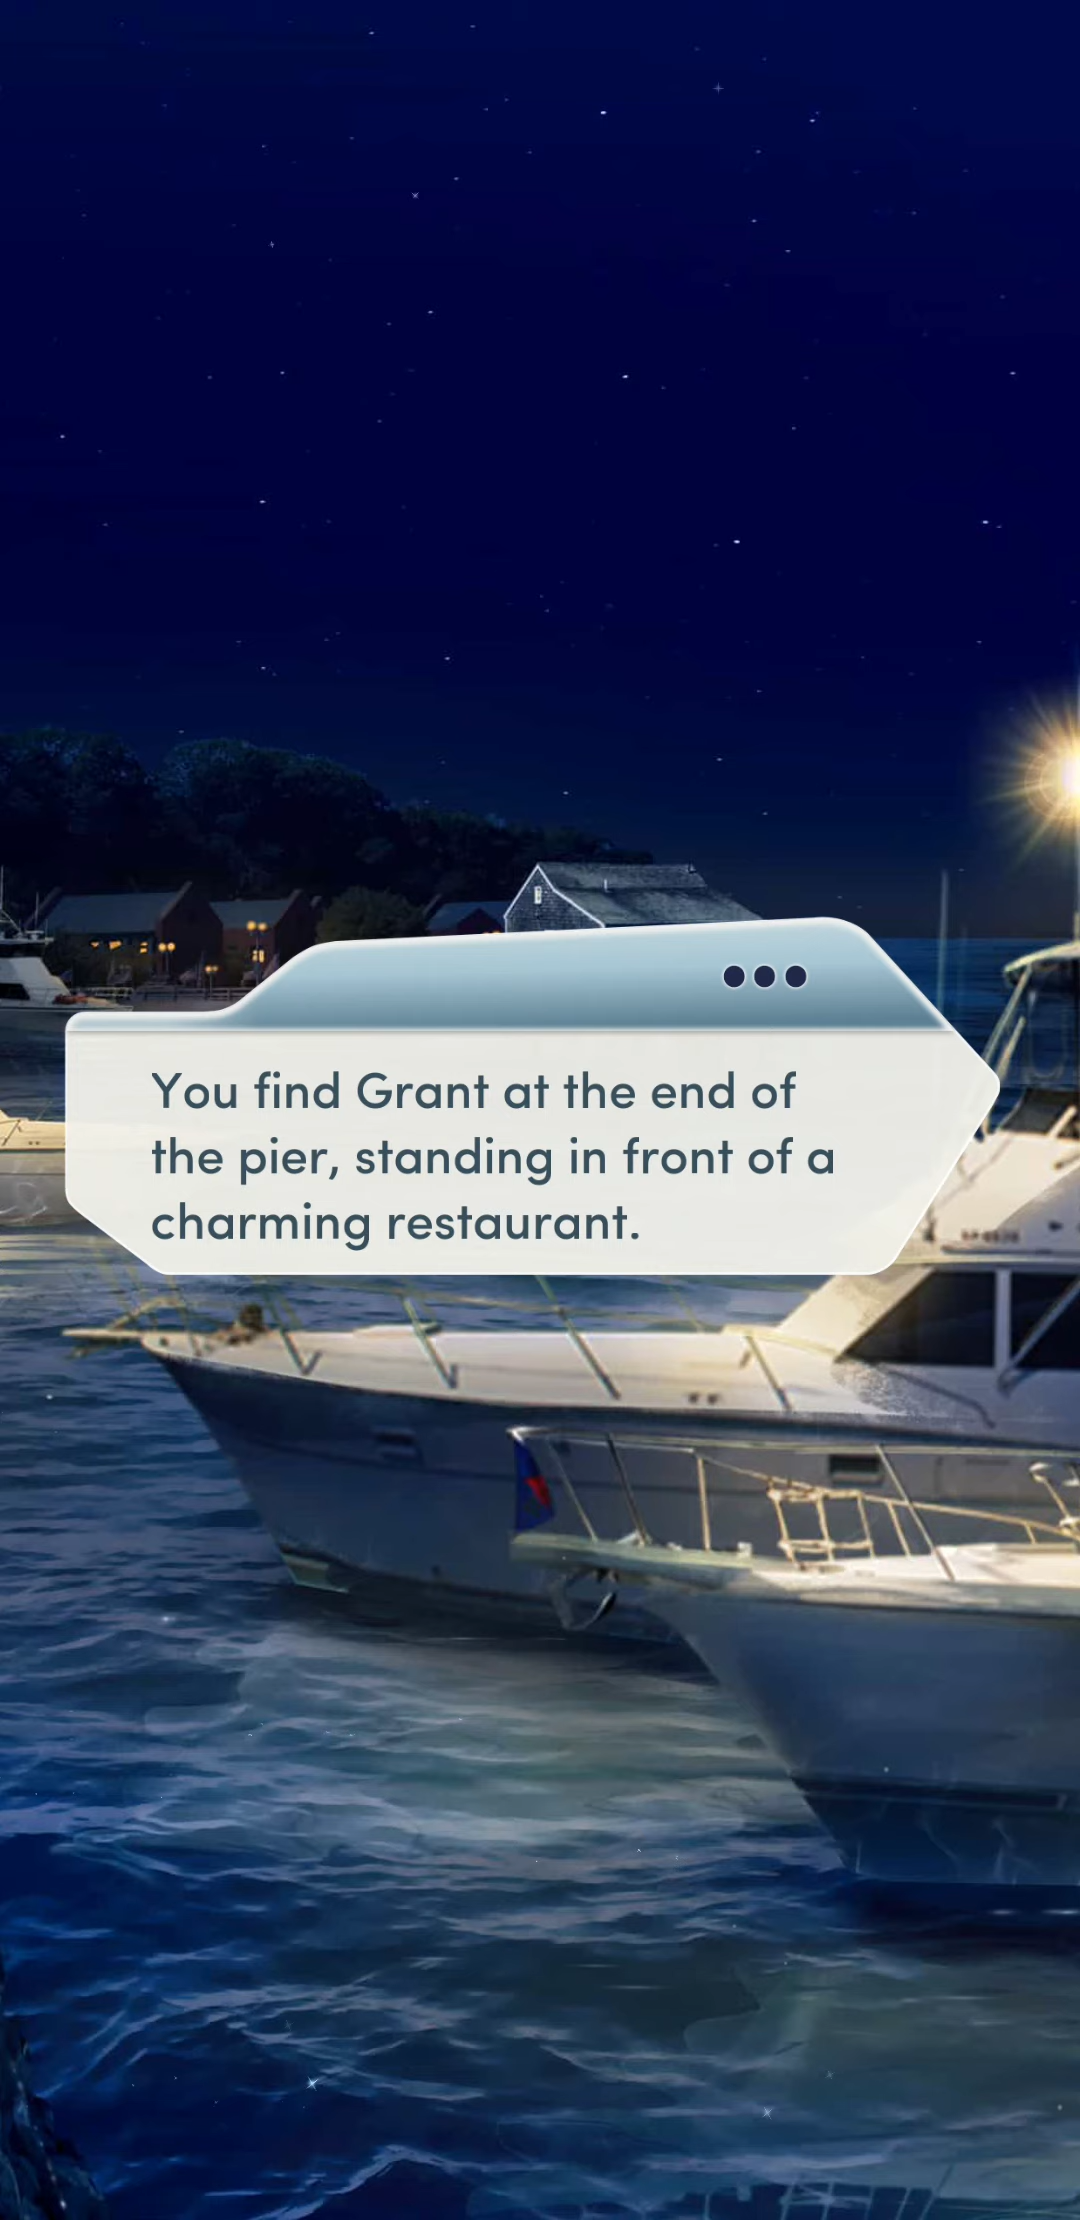 You find Grant at the end of
the pier, standing in front of a
charming restaurant.